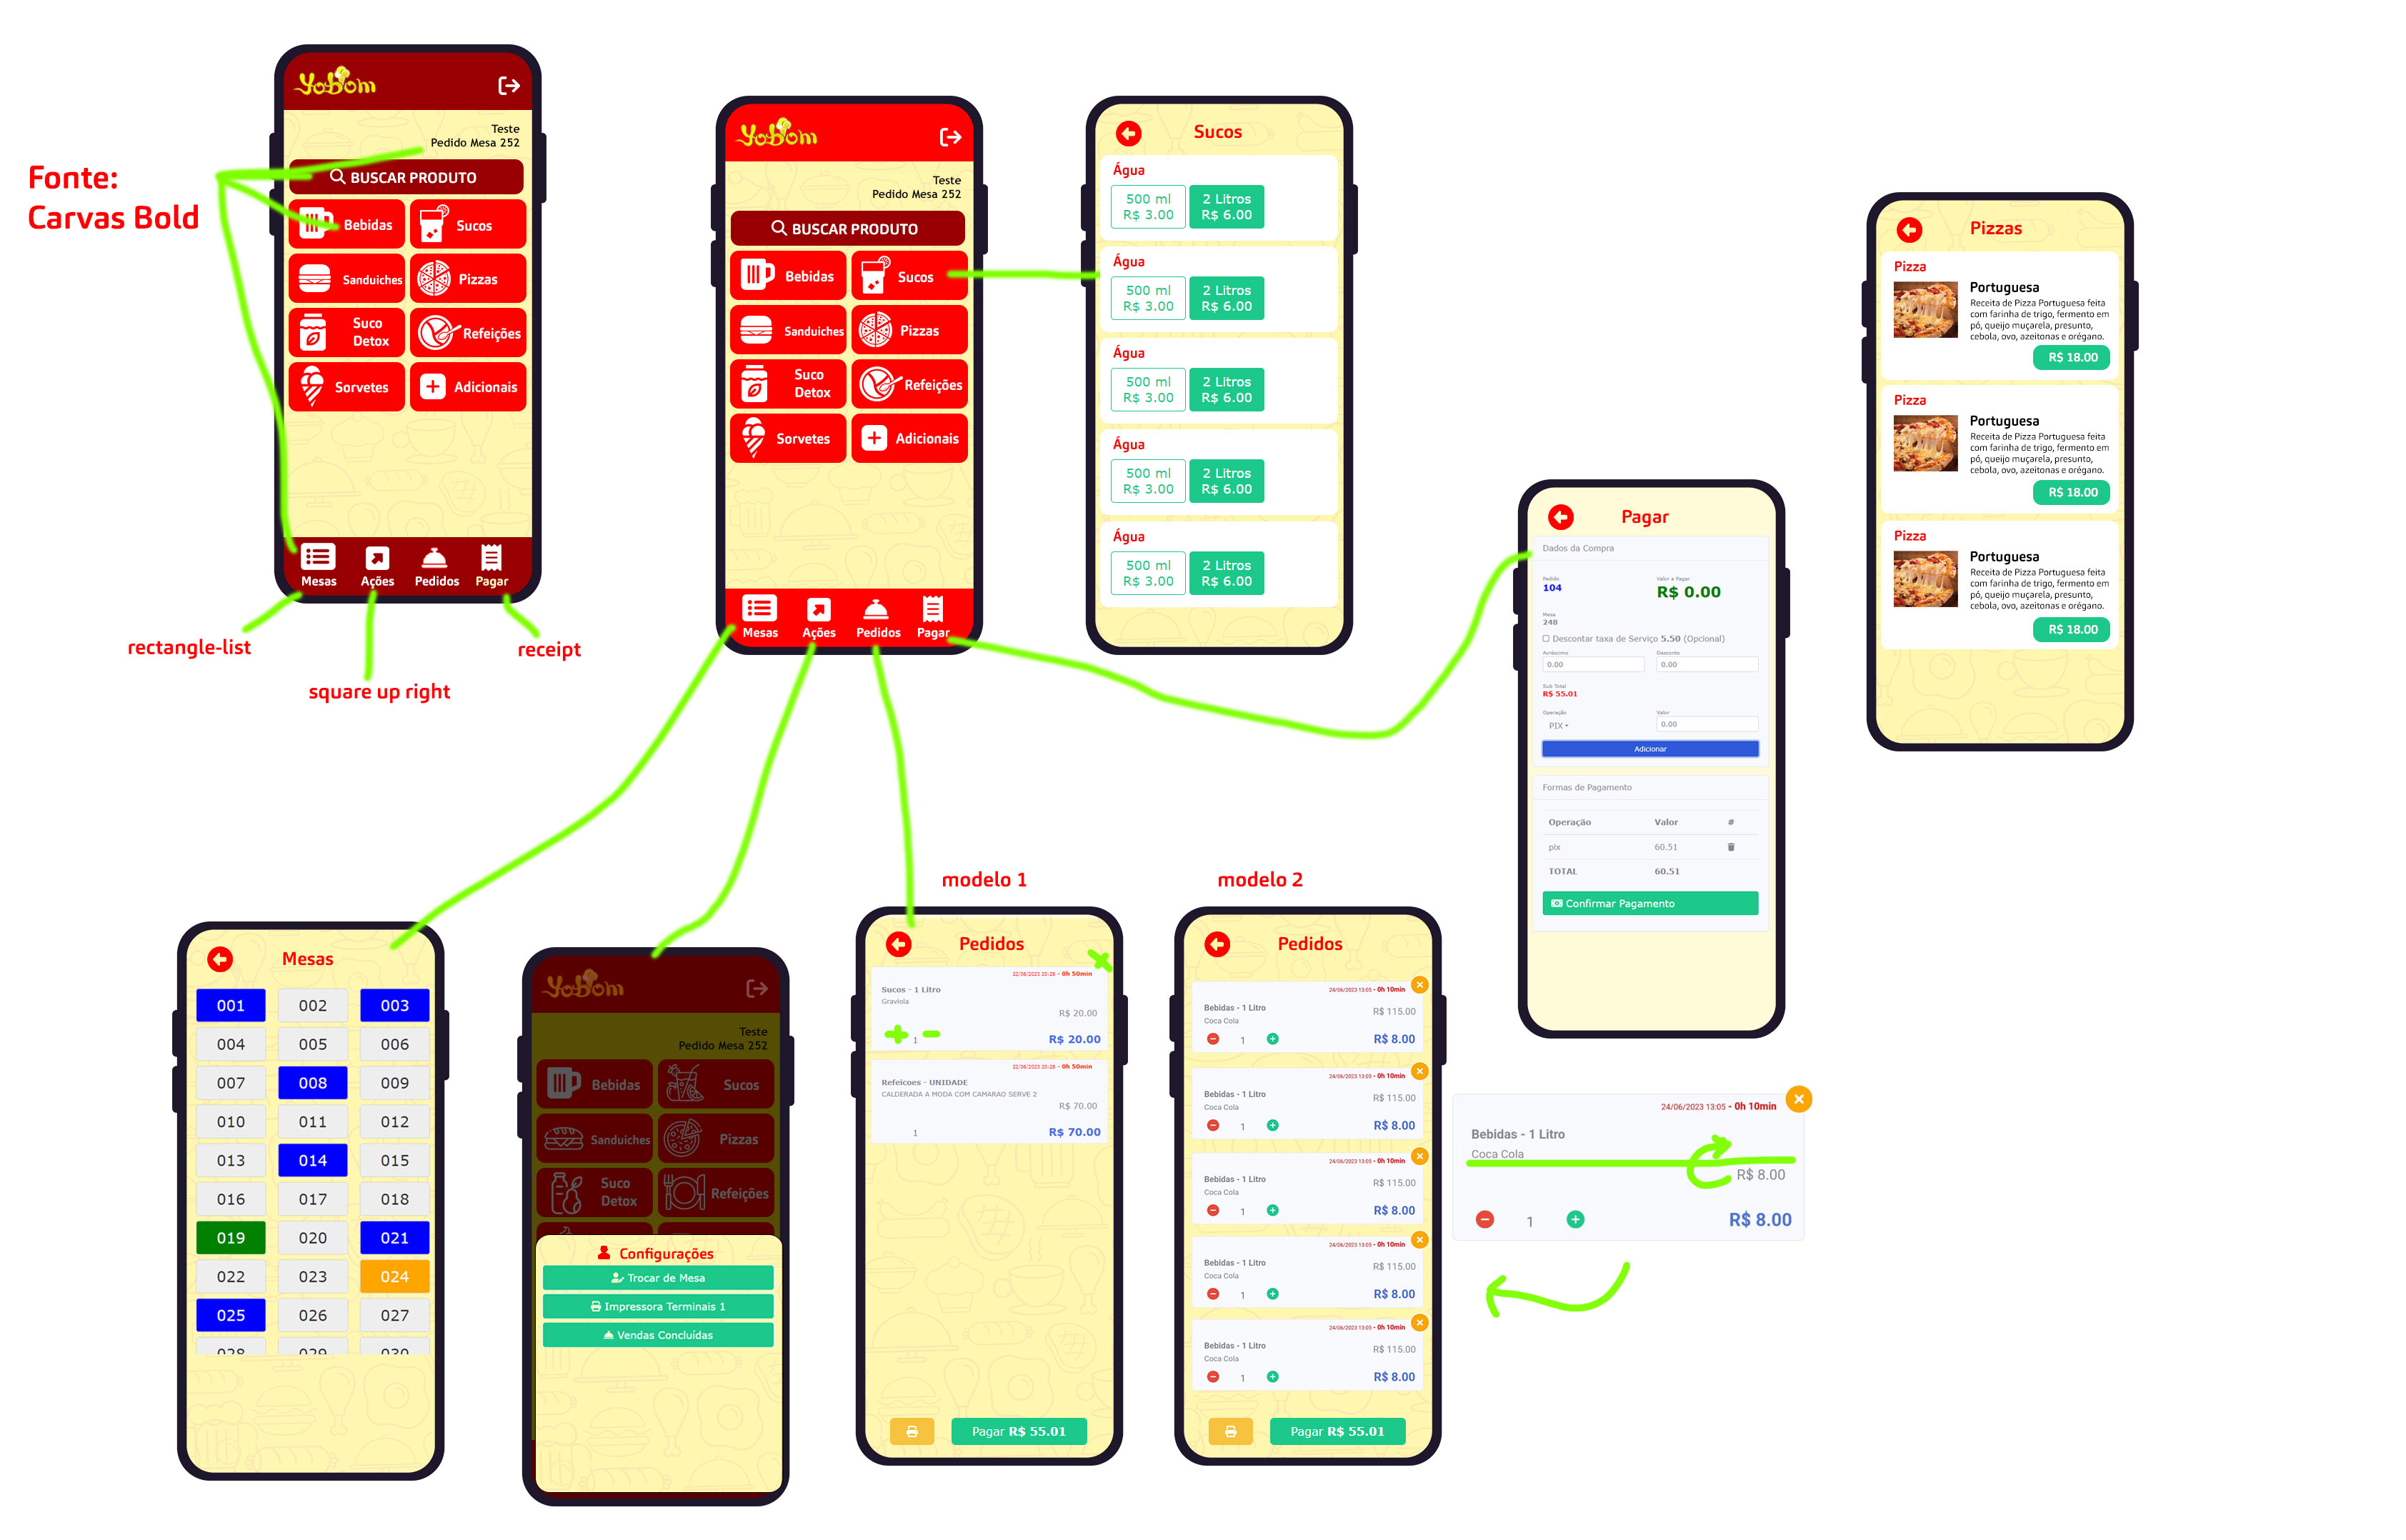 Fonte:
Carvas Bold
YoBom
Teste
Pedido Mesa 252
BUSCAR PRODUTO
Bebidas
Sucos
Sanduiches
Pizzas
Suco
Detox
Refeições
Sorvetes
Adicionais
Mesas
Ações
Pedidos
Pagar
rectangle-list
square up right
receipt
YoBom
Teste
Pedido Mesa 252
BUSCAR PRODUTO
Bebidas
Sucos
Sanduiches
Pizzas
Suco
Detox
Refeições
Sorvetes
Adicionais
Mesas
Ações
Pedidos
Pagar
Sucos
Água
500 ml
R$ 3.00
2 Litros
R$ 6.00
Água
500 ml
R$ 3.00
2 Litros
R$ 6.00
Água
500 ml
R$ 3.00
2 Litros
R$ 6.00
Água
500 ml
R$ 3.00
2 Litros
R$ 6.00
Água
500 ml
R$ 3.00
2 Litros
R$ 6.00
Pagar
Dados da Compra
Pedido
104
Valor a Pagar
R$ 0.00
Mesa
248
Descontar taxa de Serviço 5.50 (Opcional)
Acréscimo
0.00
Desconto
0.00
Sub Total
R$ 55.01
Operação
PIX
Valor
0.00
Adicionar
Formas de Pagamento
Operação Valor #
pix 60.51
TOTAL 60.51
Confirmar Pagamento
Pizzas
Pizza
Portuguesa
Receita de Pizza Portuguesa feita
com farinha de trigo, fermento em
pó, queijo muçarela, presunto,
cebola, ovo, azeitonas e orégano.
R$ 18.00
Pizza
Portuguesa
Receita de Pizza Portuguesa feita
com farinha de trigo, fermento em
pó, queijo muçarela, presunto,
cebola, ovo, azeitonas e orégano.
R$ 18.00
Pizza
Portuguesa
Receita de Pizza Portuguesa feita
com farinha de trigo, fermento em
pó, queijo muçarela, presunto,
cebola, ovo, azeitonas e orégano.
R$ 18.00
Mesas
001 002 003
004 005 006
007 008 009
010 011 012
013 014 015
016 017 018
019 020 021
022 023 024
025 026 027
028 029 030
YoBom
Teste
Pedido Mesa 252
Bebidas
Sucos
Sanduiches
Pizzas
Suco
Detox
Refeições
Configurações
Trocar de Mesa
Impressora Terminais 1
Vendas Concluídas
modelo 1
Pedidos
22/06/2023 20:28 - 0h 50min
Sucos - 1 Litro
Graviola
R$ 20.00
1
R$ 20.00
22/06/2023 20:28 - 0h 50min
Refeicoes - UNIDADE
CALDERADA A MODA COM CAMARAO SERVE 2
R$ 70.00
1
R$ 70.00
Pagar R$ 55.01
modelo 2
Pedidos
24/06/2023 13:05 - 0h 10min
Bebidas - 1 Litro
R$ 115.00
Coca Cola
1
R$ 8.00
24/06/2023 13:05 - 0h 10min
Bebidas - 1 Litro
R$ 115.00
Coca Cola
1
R$ 8.00
24/06/2023 13:05 - 0h 10min
Bebidas - 1 Litro
R$ 115.00
Coca Cola
1
R$ 8.00
24/06/2023 13:05 - 0h 10min
Bebidas - 1 Litro
R$ 115.00
Coca Cola
1
R$ 8.00
24/06/2023 13:05 - 0h 10min
Bebidas - 1 Litro
R$ 115.00
Coca Cola
1
R$ 8.00
Pagar R$ 55.01
24/06/2023 13:05 - 0h 10min
Bebidas - 1 Litro
Coca Cola
R$ 8.00
1
R$ 8.00